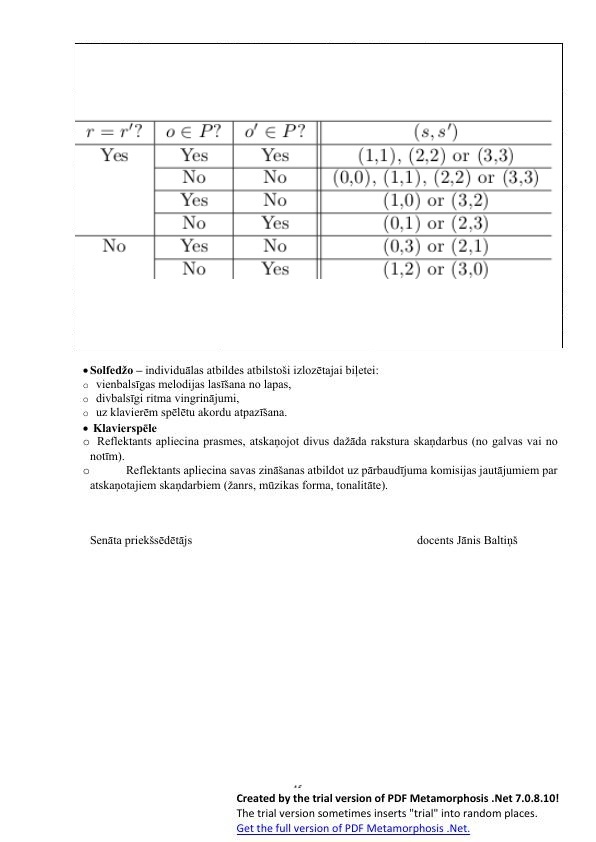 r = r′? o ∈ P? o′ ∈ P? (s, s′)
Yes Yes Yes (1,1), (2,2) or (3,3)
No No (0,0), (1,1), (2,2) or (3,3)
Yes No (1,0) or (3,2)
No Yes (0,1) or (2,3)
No Yes No (0,3) or (2,1)
No Yes (1,2) or (3,0)
• Solfedžo – individuālas atbildes atbilstoši izlozētajai biļetei:
o vienbalsīgas melodijas lasīšana no lapas,
o divbalsīgi ritma vingrinājumi,
o uz klavierēm spēlētu akordu atpazīšana.
• Klavierspēle
o Reflektants apliecina prasmes, atskaņojot divus dažāda rakstura skaņdarbus (no galvas vai no
notīm).
o Reflektants apliecina savas zināšanas atbildot uz pārbaudījuma komisijas jautājumiem par
atskaņotajiem skaņdarbiem (žanrs, mūzikas forma, tonalitāte).
Senāta priekšsēdētājs docents Jānis Baltiņš
Created by the trial version of PDF Metamorphosis .Net 7.0.8.10!
The trial version sometimes inserts "trial" into random places.
Get the full version of PDF Metamorphosis .Net.